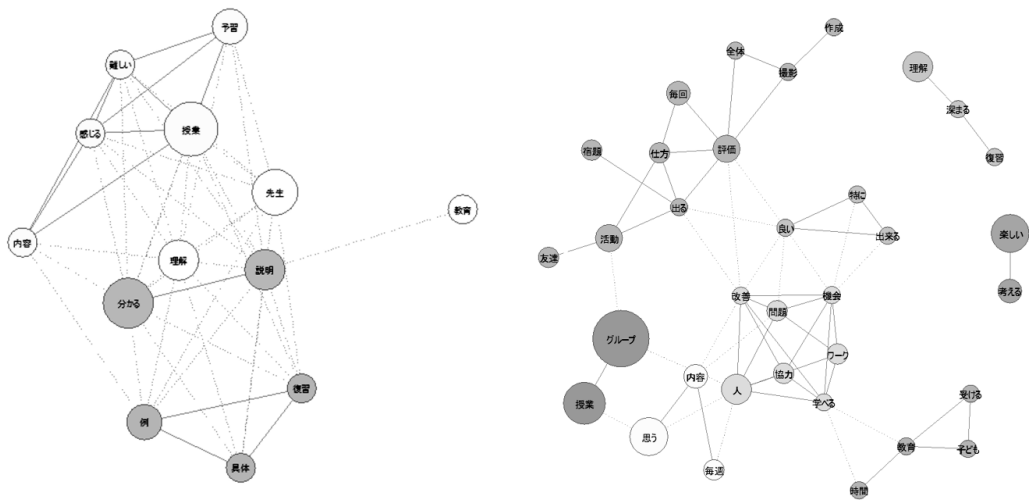 予習
難しい
授業
感じる
先生
教育
内容
理解
説明
分かる
復習
例
具体
作成
全体
撮影
理解
毎回
深まる
評価
宿題
仕方
復習
特に
出る
良い
出来る
楽しい
活動
友達
改善
機会
考える
問題
グループ
ワーク
協力
内容
人
授業
学べる
受ける
思う
教育
子ども
毎週
時間